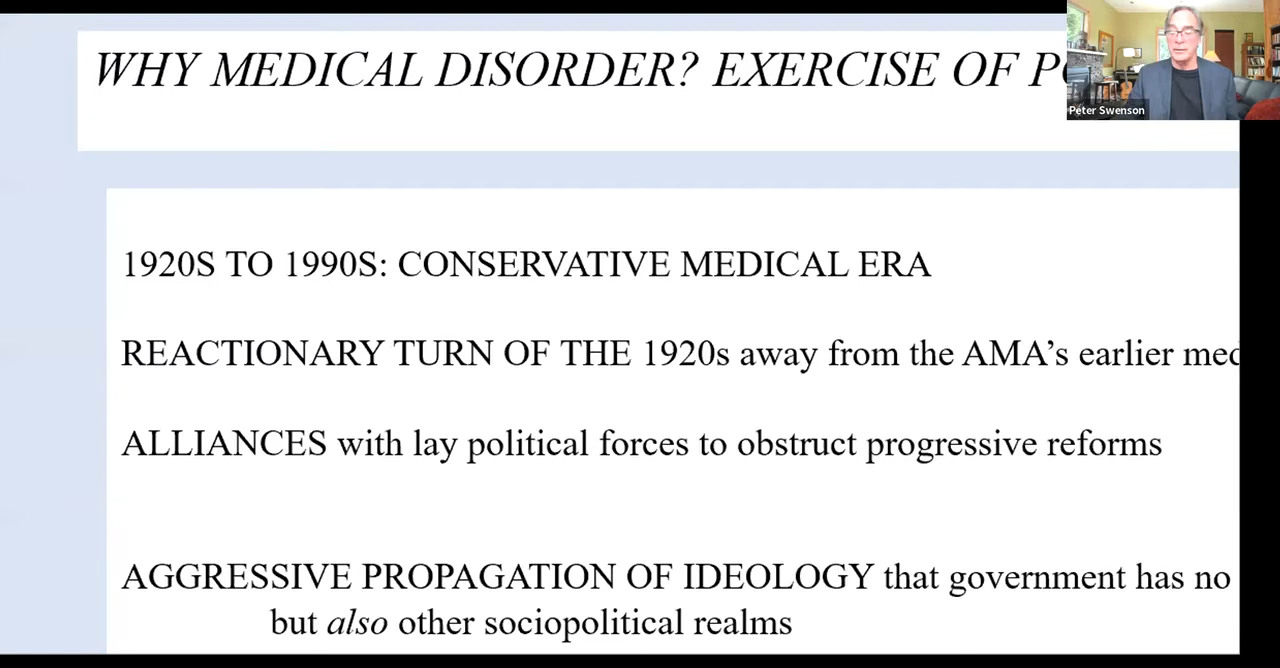 WHY MEDICAL DISORDER? EXERCISE OF
Peter Swenson
1920S TO 1990S: CONSERVATIVE MEDICAL ERA
REACTIONARY TURN OF THE 1920s away from the AMA’s earlier
ALLIANCES with lay political forces to obstruct progressive reforms
AGGRESSIVE PROPAGATION OF IDEOLOGY that government has no
but also other sociopolitical realms